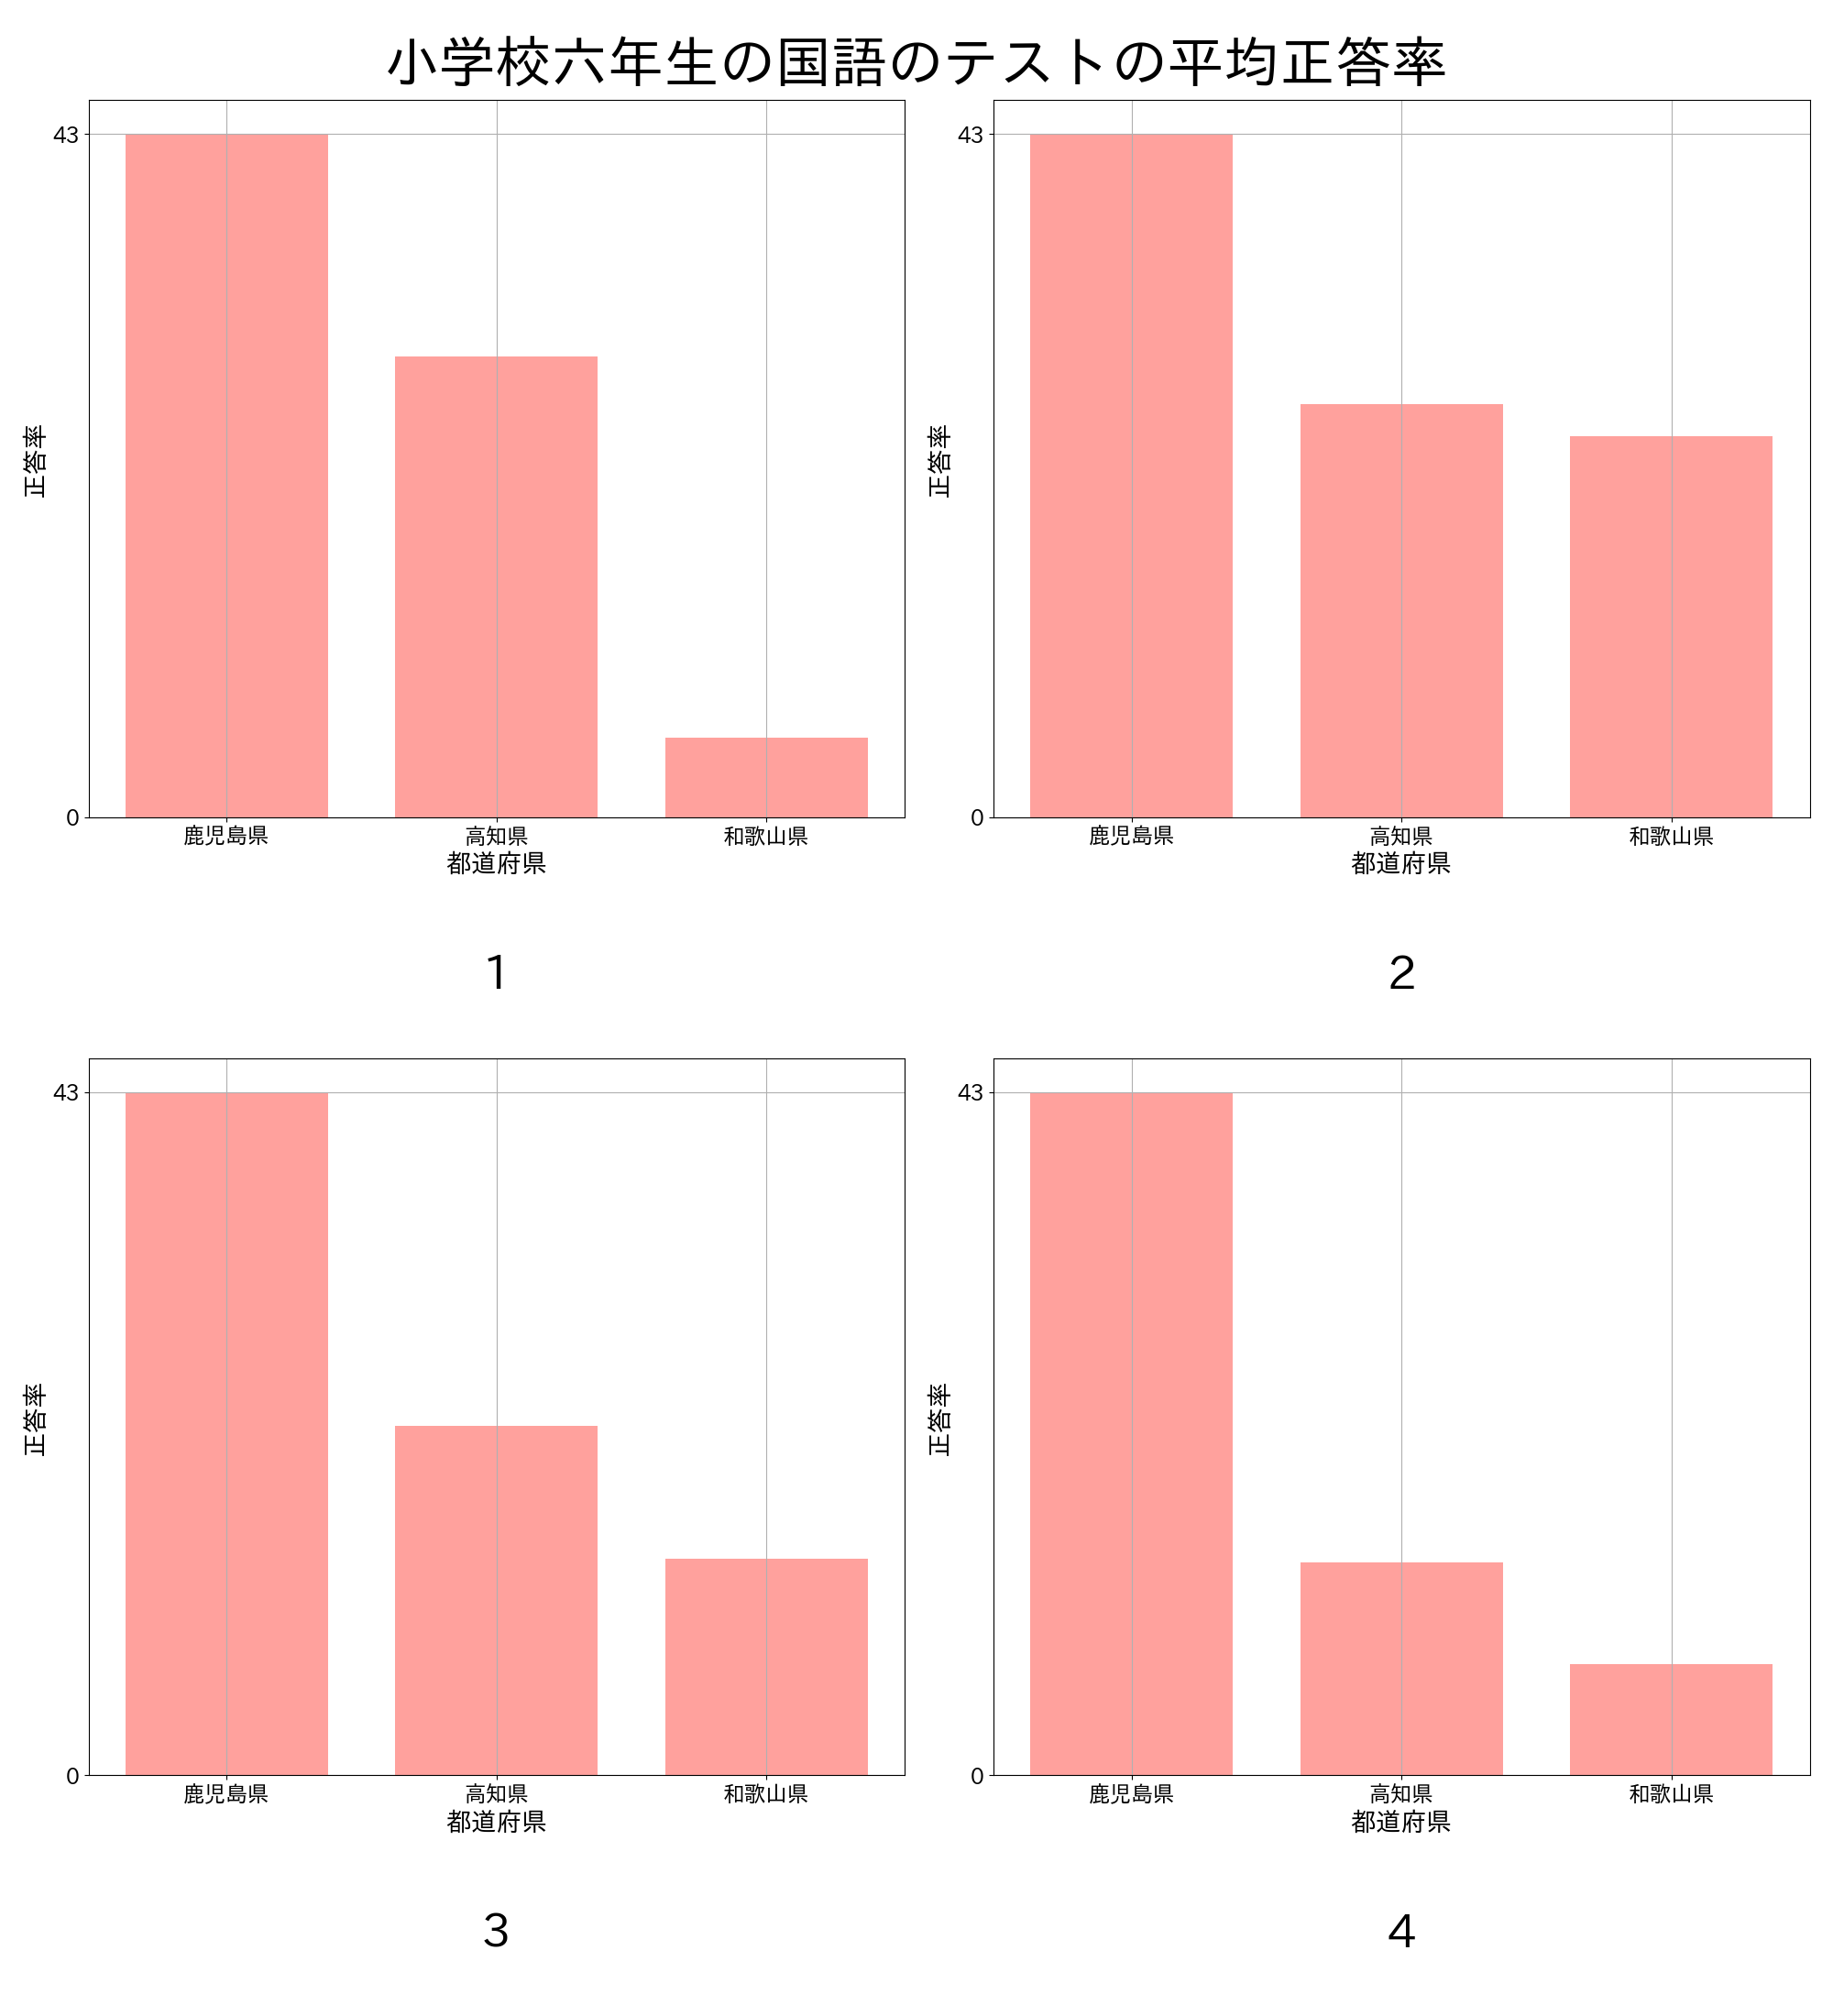 小学校六年生の国語のテストの平均正答率
43
0
正答率
鹿児島県 高知県 和歌山県
都道府県
1
43
0
正答率
鹿児島県 高知県 和歌山県
都道府県
2
43
0
正答率
鹿児島県 高知県 和歌山県
都道府県
3
43
0
正答率
鹿児島県 高知県 和歌山県
都道府県
4